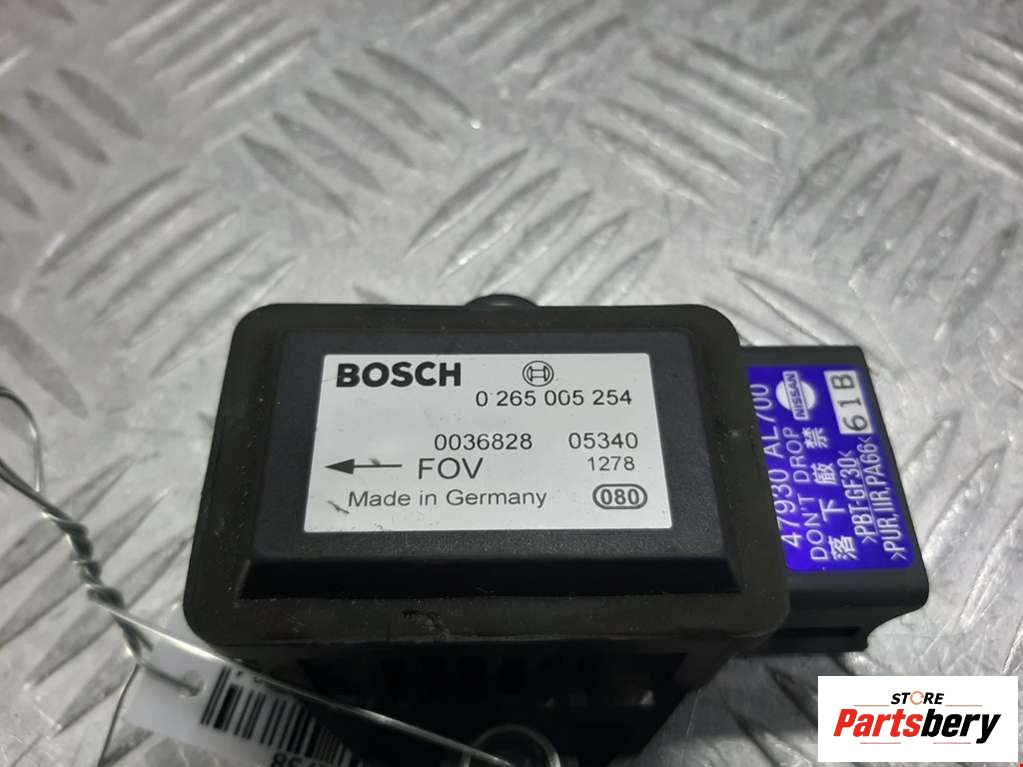 BOSCH
0 265 005 254
0036828 05340
FOV 1278
Made in Germany 080
47930 AL700
NISSAN
DON'T DROP
落下厳禁
61B
>PBT-GF30<
>PUR,IIR,PA66<
STORE
Partsbery